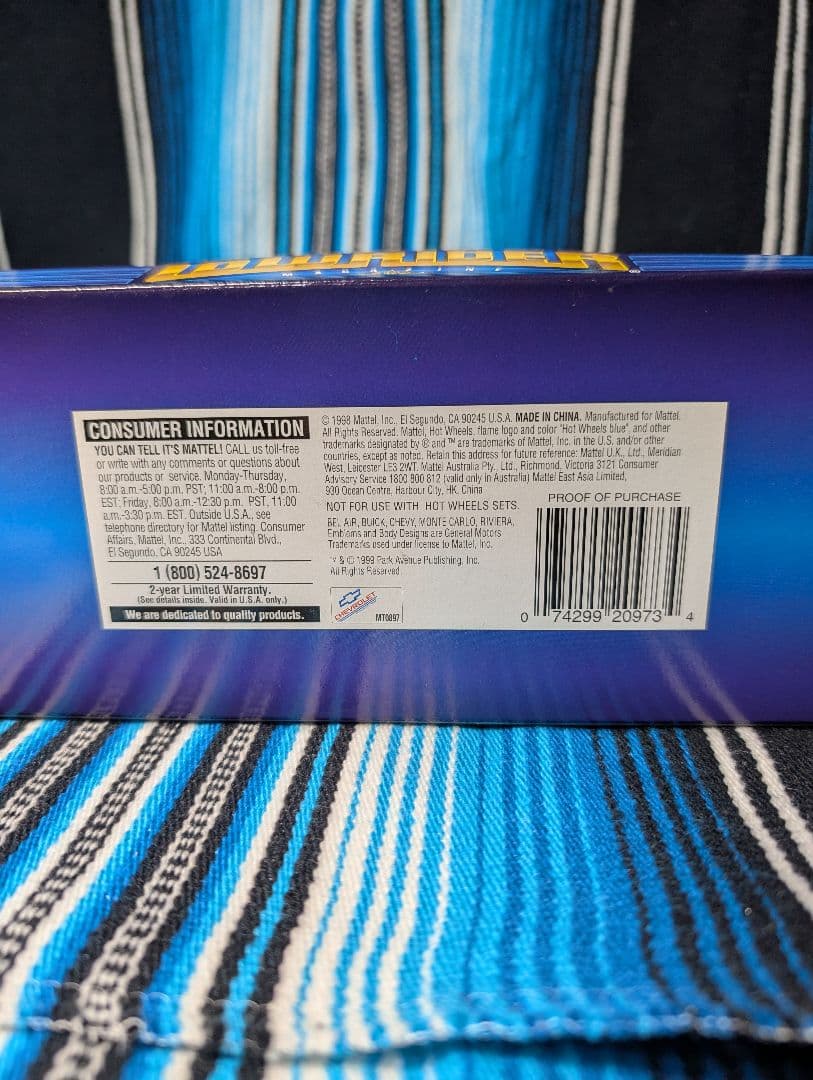 LOWRIDER
MAGAZINE
CONSUMER INFORMATION
YOU CAN TELL IT'S MATTEL! CALL us toll-free
or write with any comments or questions about
our products or service. Monday-Thursday,
8:00 a.m.-5:00 p.m. PST; 11:00 a.m.-8:00 p.m.
EST; Friday, 8:00 a.m.-12:30 p.m. PST, 11:00
a.m.-3:30 p.m. EST. Outside U.S.A., see
telephone directory for Mattel listing. Consumer
Affairs, Mattel, Inc., 333 Continental Blvd.,
El Segundo, CA 90245 USA
1 (800) 524-8697
2-year Limited Warranty.
(See details inside. Valid in U.S.A. only.)
We are dedicated to quality products.
© 1998 Mattel, Inc., El Segundo, CA 90245 U.S.A. MADE IN CHINA. Manufactured for Mattel.
All Rights Reserved. Mattel, Hot Wheels, flame logo and color "Hot Wheels blue", and other
trademarks designated by ® and ™ are trademarks of Mattel, Inc. in the U.S. and/or other
countries, except as noted. Retain this address for future reference: Mattel U.K., Ltd., Meridian
West, Leicester LE3 2WT. Mattel Australia Pty., Ltd., Richmond, Victoria 3121 Consumer
Advisory Service 1800 800 812 (valid only in Australia) Mattel East Asia Limited,
930 Ocean Centre, Harbour City, HK, China
NOT FOR USE WITH HOT WHEELS SETS.
BEL AIR, BUICK, CHEVY, MONTE CARLO, RIVIERA,
Emblems and Body Designs are General Motors
Trademarks used under license to Mattel, Inc.
™ & © 1999 Park Avenue Publishing, Inc.
All Rights Reserved.
CHEVROLET
MT0897
PROOF OF PURCHASE
0 74299 20973 4